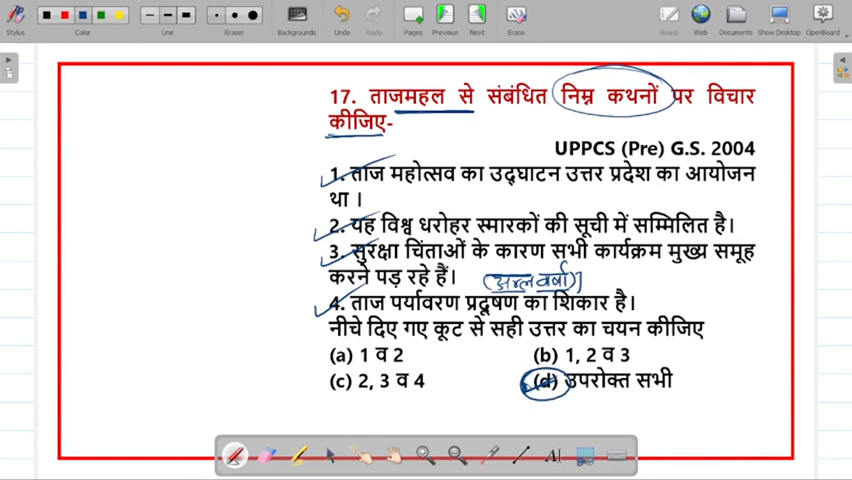 Stylus Color Line Eraser Backgrounds Undo Redo Pages Previous Next Erase Board Web Documents Show Desktop OpenBoard
17. ताजमहल से संबंधित निम्न कथनों पर विचार
कीजिए-
UPPCS (Pre) G.S. 2004
1. ताज महोत्सव का उद्घाटन उत्तर प्रदेश का आयोजन
था ।
2. यह विश्व धरोहर स्मारकों की सूची में सम्मिलित है।
3. सुरक्षा चिंताओं के कारण सभी कार्यक्रम मुख्य समूह
करने पड़ रहे हैं। (अम्ल वर्षा)
4. ताज पर्यावरण प्रदूषण का शिकार है।
नीचे दिए गए कूट से सही उत्तर का चयन कीजिए
(a) 1 व 2 (b) 1, 2 व 3
(c) 2, 3 व 4 (d) उपरोक्त सभी